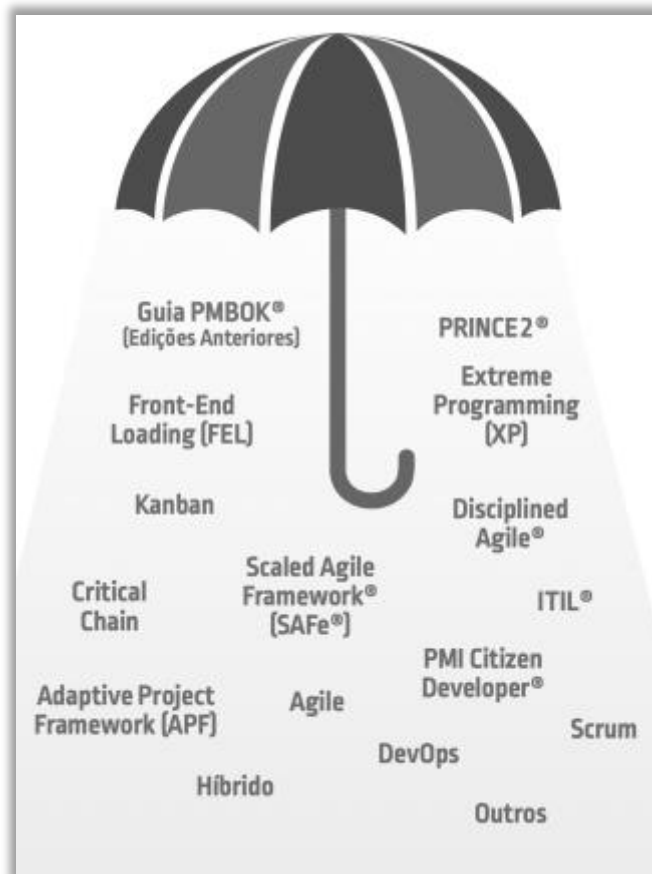 Guia PMBOK®
(Edições Anteriores)
PRINCE2®
Front-End
Loading (FEL)
Extreme
Programming
(XP)
Kanban
Disciplined
Agile®
Critical
Chain
Scaled Agile
Framework®
(SAFe®)
ITIL®
PMI Citizen
Developer®
Adaptive Project
Framework (APF)
Agile
Scrum
DevOps
Híbrido
Outros